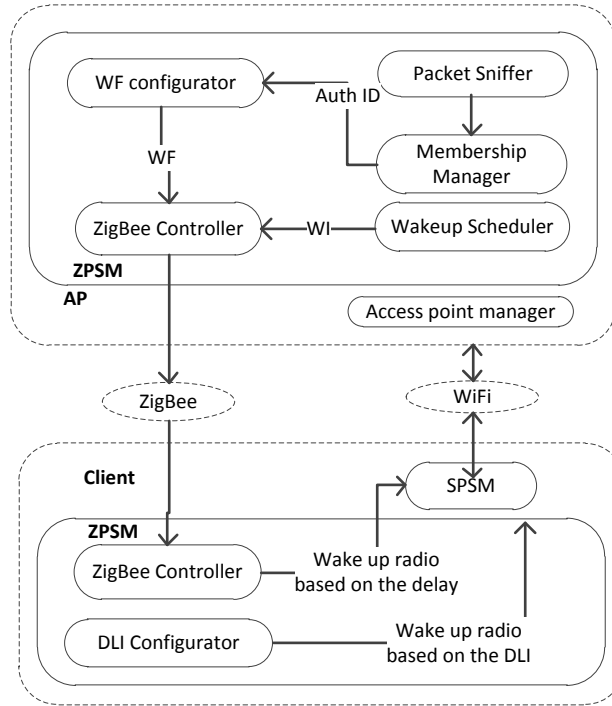 WF configurator
Packet Sniffer
Auth ID
WF
Membership
Manager
ZigBee Controller
WI
Wakeup Scheduler
ZPSM
AP
Access point manager
ZigBee
WiFi
Client
SPSM
ZPSM
ZigBee Controller
Wake up radio
based on the delay
DLI Configurator
Wake up radio
based on the DLI